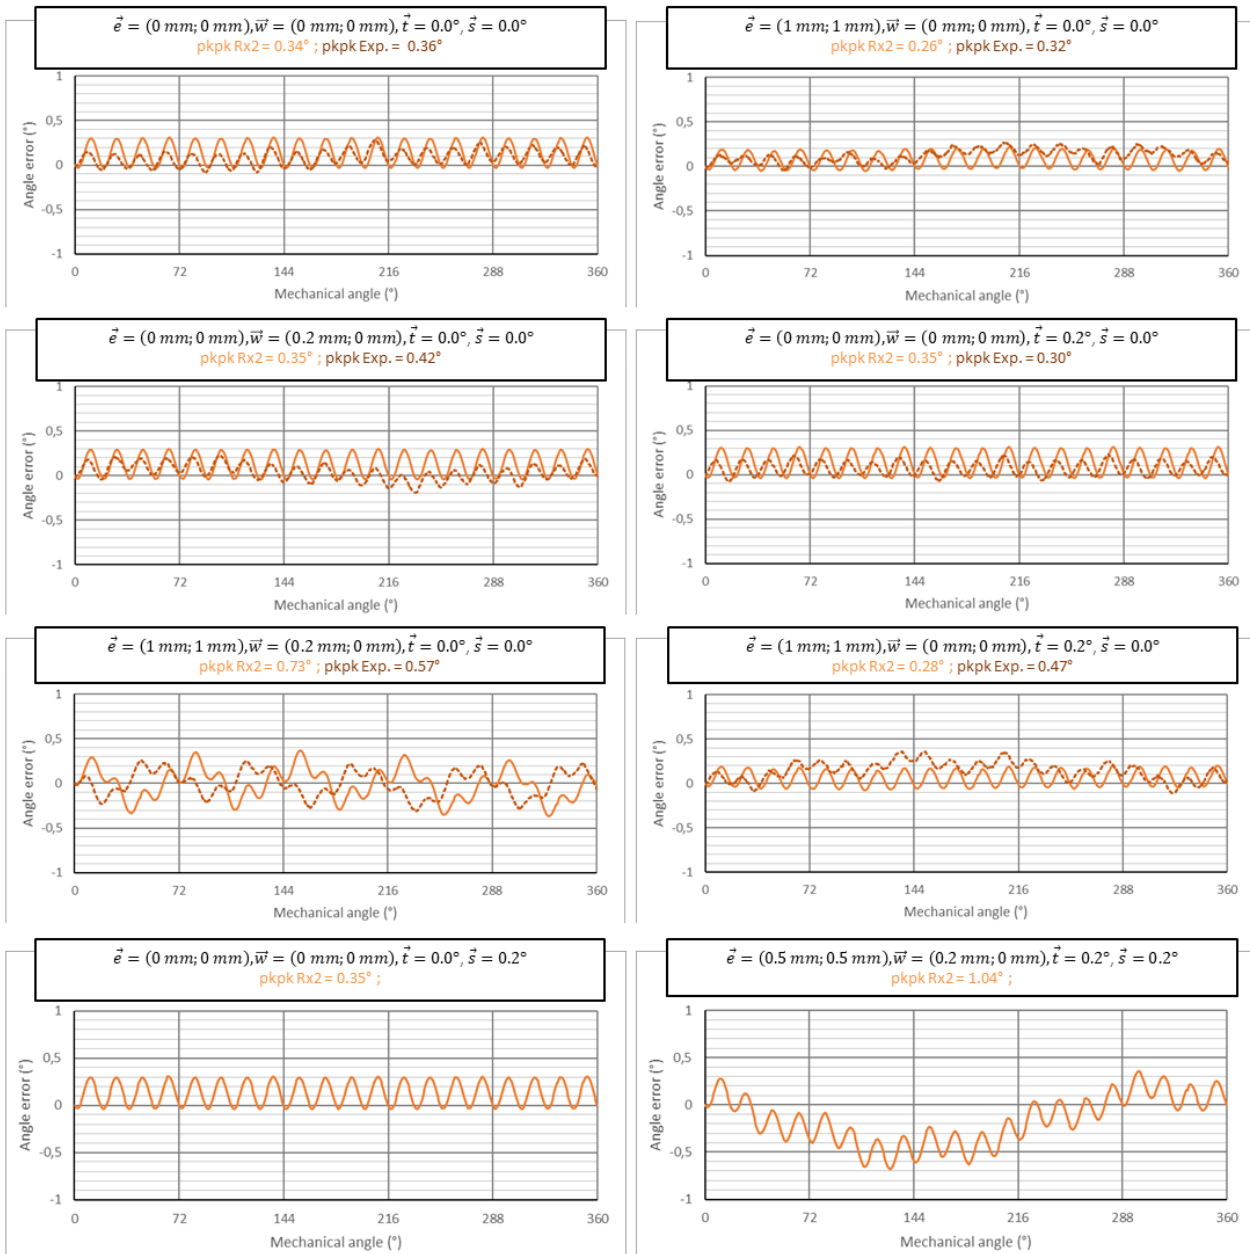 e⃗ = (0 mm; 0 mm), w⃗ = (0 mm; 0 mm), t⃗ = 0.0°, s⃗ = 0.0°
pkpk Rx2 = 0.34° ; pkpk Exp. = 0.36°
1
0,5
0
-0,5
-1
Angle error (°)
0 72 144 216 288 360
Mechanical angle (°)
e⃗ = (1 mm; 1 mm), w⃗ = (0 mm; 0 mm), t⃗ = 0.0°, s⃗ = 0.0°
pkpk Rx2 = 0.26° ; pkpk Exp. = 0.32°
1
0,5
0
-0,5
-1
Angle error (°)
0 72 144 216 288 360
Mechanical angle (°)
e⃗ = (0 mm; 0 mm), w⃗ = (0.2 mm; 0 mm), t⃗ = 0.0°, s⃗ = 0.0°
pkpk Rx2 = 0.35° ; pkpk Exp. = 0.42°
1
0,5
0
-0,5
-1
Angle error (°)
0 72 144 216 288 360
Mechanical angle (°)
e⃗ = (0 mm; 0 mm), w⃗ = (0 mm; 0 mm), t⃗ = 0.2°, s⃗ = 0.0°
pkpk Rx2 = 0.35° ; pkpk Exp. = 0.30°
1
0,5
0
-0,5
-1
Angle error (°)
0 72 144 216 288 360
Mechanical angle (°)
e⃗ = (1 mm; 1 mm), w⃗ = (0.2 mm; 0 mm), t⃗ = 0.0°, s⃗ = 0.0°
pkpk Rx2 = 0.73° ; pkpk Exp. = 0.57°
1
0,5
0
-0,5
-1
Angle error (°)
0 72 144 216 288 360
Mechanical angle (°)
e⃗ = (1 mm; 1 mm), w⃗ = (0 mm; 0 mm), t⃗ = 0.2°, s⃗ = 0.0°
pkpk Rx2 = 0.28° ; pkpk Exp. = 0.47°
1
0,5
0
-0,5
-1
Angle error (°)
0 72 144 216 288 360
Mechanical angle (°)
e⃗ = (0 mm; 0 mm), w⃗ = (0 mm; 0 mm), t⃗ = 0.0°, s⃗ = 0.2°
pkpk Rx2 = 0.35° ;
1
0,5
0
-0,5
-1
Angle error (°)
0 72 144 216 288 360
Mechanical angle (°)
e⃗ = (0.5 mm; 0.5 mm), w⃗ = (0.2 mm; 0 mm), t⃗ = 0.2°, s⃗ = 0.2°
pkpk Rx2 = 1.04° ;
1
0,5
0
-0,5
-1
Angle error (°)
0 72 144 216 288 360
Mechanical angle (°)